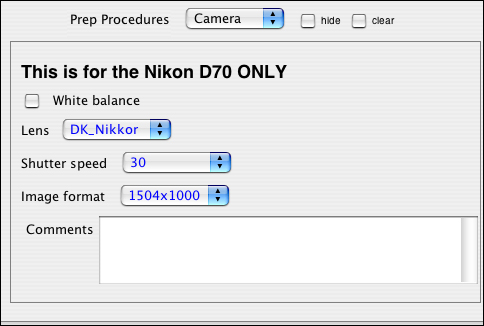 Prep Procedures Camera hide clear
This is for the Nikon D70 ONLY
White balance
Lens DK_Nikkor
Shutter speed 30
Image format 1504x1000
Comments